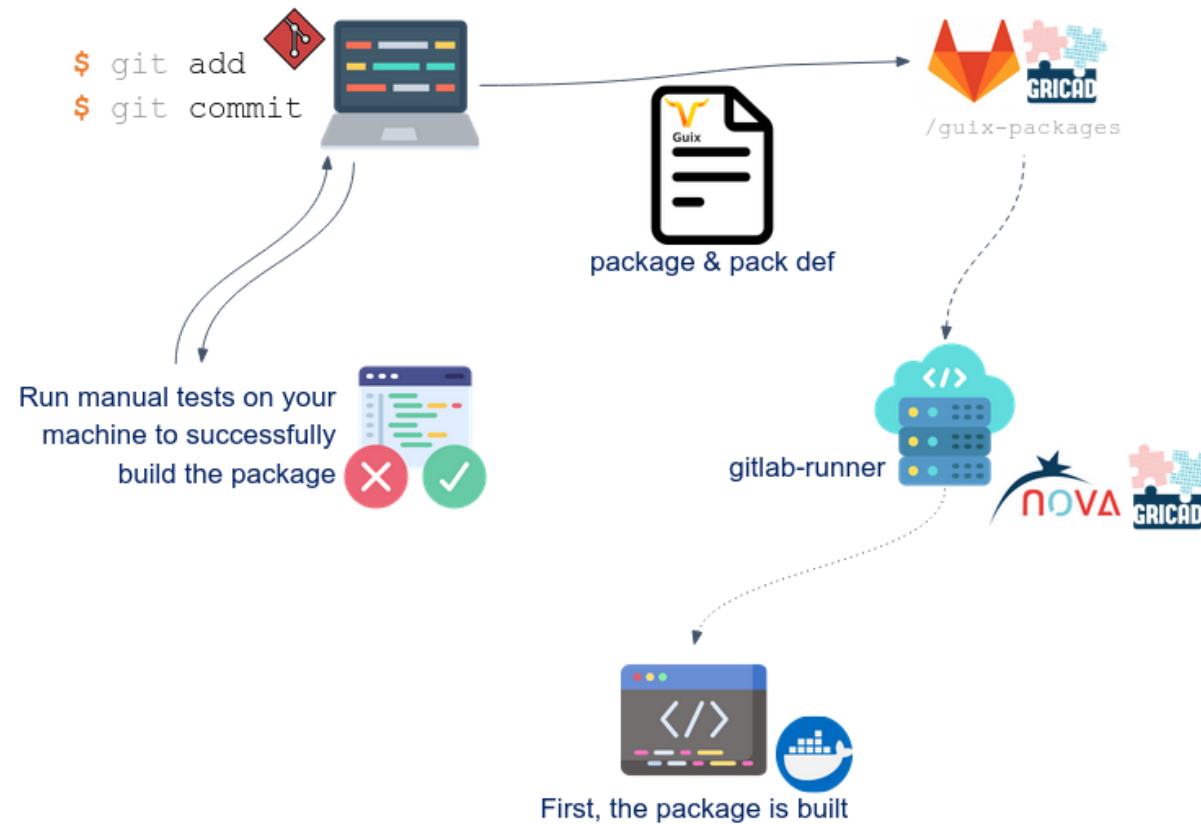 $ git add
$ git commit
GRICAD
/guix-packages
Guix
package & pack def
</>
Run manual tests on your
machine to successfully
build the package
gitlab-runner
NOVA
GRICAD
</>
First, the package is built